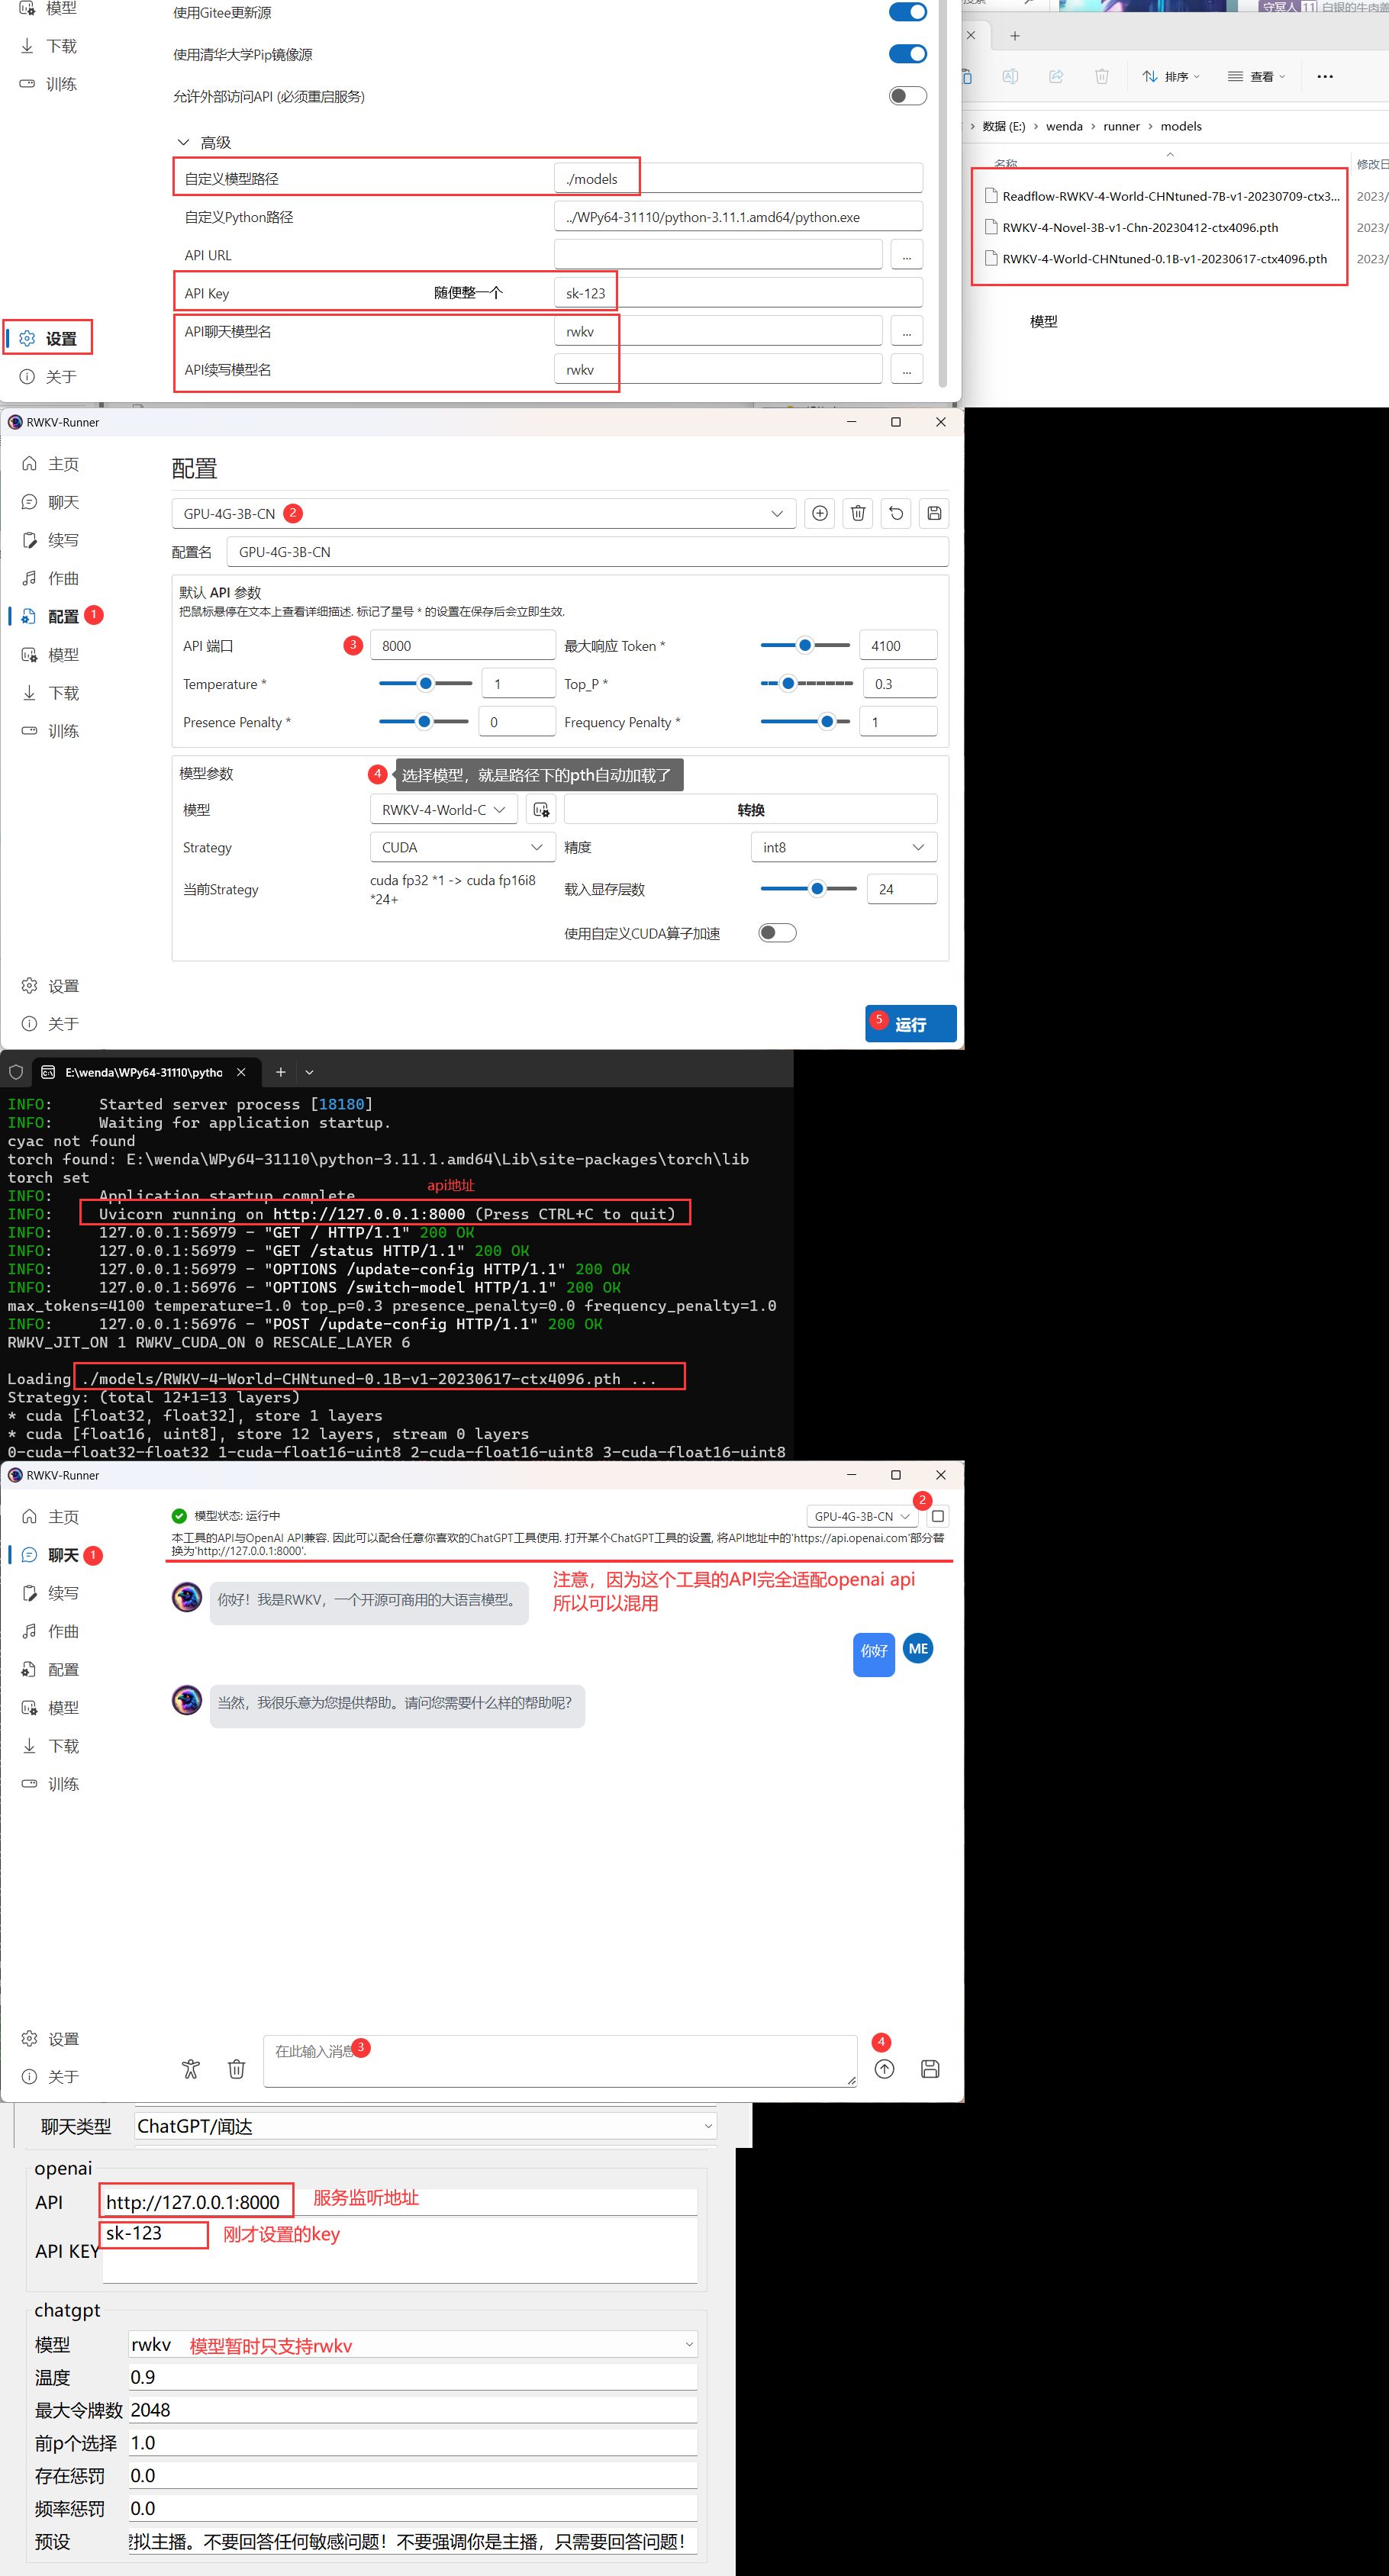 模型
使用Gitee更新源
下载
使用清华大学Pip镜像源
训练
允许外部访问API (必须重启服务)
高级
自定义模型路径
./models
自定义Python路径
../WPy64-31110/python-3.11.1.amd64/python.exe
API URL
...
API Key
随便整一个
sk-123
API聊天模型名
rwkv
...
API续写模型名
rwkv
...
设置
关于
守冥人 11 白银的牛肉盖
排序
查看
数据 (E:) > wenda > runner > models
名称
修改日
Readflow-RWKV-4-World-CHNtuned-7B-v1-20230709-ctx3...
2023/
RWKV-4-Novel-3B-v1-Chn-20230412-ctx4096.pth
2023/
RWKV-4-World-CHNtuned-0.1B-v1-20230617-ctx4096.pth
2023/
模型
RWKV-Runner
主页
聊天
续写
作曲
配置 1
模型
下载
训练
设置
关于
配置
GPU-4G-3B-CN 2
配置名
GPU-4G-3B-CN
默认 API 参数
把鼠标悬停在文本上查看详细描述. 标记了星号 * 的设置在保存后会立即生效.
API 端口 3 8000
最大响应 Token * 4100
Temperature * 1
Top_P * 0.3
Presence Penalty * 0
Frequency Penalty * 1
模型参数
4 选择模型，就是路径下的pth自动加载了
模型 RWKV-4-World-C
转换
Strategy CUDA
精度 int8
当前Strategy
cuda fp32 *1 -> cuda fp16i8
*24+
载入显存层数 24
使用自定义CUDA算子加速
5 运行
E:\wenda\WPy64-31110\pytho
INFO: Started server process [18180]
INFO: Waiting for application startup.
cyac not found
torch found: E:\wenda\WPy64-31110\python-3.11.1.amd64\Lib\site-packages\torch\lib
torch set
api地址
INFO: Application startup complete
INFO: Uvicorn running on http://127.0.0.1:8000 (Press CTRL+C to quit)
INFO: 127.0.0.1:56979 - "GET / HTTP/1.1" 200 OK
INFO: 127.0.0.1:56979 - "GET /status HTTP/1.1" 200 OK
INFO: 127.0.0.1:56979 - "OPTIONS /update-config HTTP/1.1" 200 OK
INFO: 127.0.0.1:56976 - "OPTIONS /switch-model HTTP/1.1" 200 OK
max_tokens=4100 temperature=1.0 top_p=0.3 presence_penalty=0.0 frequency_penalty=1.0
INFO: 127.0.0.1:56976 - "POST /update-config HTTP/1.1" 200 OK
RWKV_JIT_ON 1 RWKV_CUDA_ON 0 RESCALE_LAYER 6
Loading ./models/RWKV-4-World-CHNtuned-0.1B-v1-20230617-ctx4096.pth ...
Strategy: (total 12+1=13 layers)
* cuda [float32, float32], store 1 layers
* cuda [float16, uint8], store 12 layers, stream 0 layers
0-cuda-float32-float32 1-cuda-float16-uint8 2-cuda-float16-uint8 3-cuda-float16-uint8
RWKV-Runner
主页
聊天 1
续写
作曲
配置
模型
下载
训练
设置
关于
模型状态: 运行中
GPU-4G-3B-CN 2
本工具的API与OpenAI API兼容. 因此可以配合任意你喜欢的ChatGPT工具使用. 打开某个ChatGPT工具的设置, 将API地址中的'https://api.openai.com'部分替
换为'http://127.0.0.1:8000'.
注意，因为这个工具的API完全适配openai api
所以可以混用
你好！我是RWKV，一个开源可商用的大语言模型。
你好 ME
当然，我很乐意为您提供帮助。请问您需要什么样的帮助呢？
在此输入消息 3
4
聊天类型 ChatGPT/闻达
openai
API http://127.0.0.1:8000 服务监听地址
sk-123 刚才设置的key
API KEY
chatgpt
模型 rwkv 模型暂时只支持rwkv
温度 0.9
最大令牌数 2048
前p个选择 1.0
存在惩罚 0.0
频率惩罚 0.0
预设 虚拟主播。不要回答任何敏感问题！不要强调你是主播，只需要回答问题！